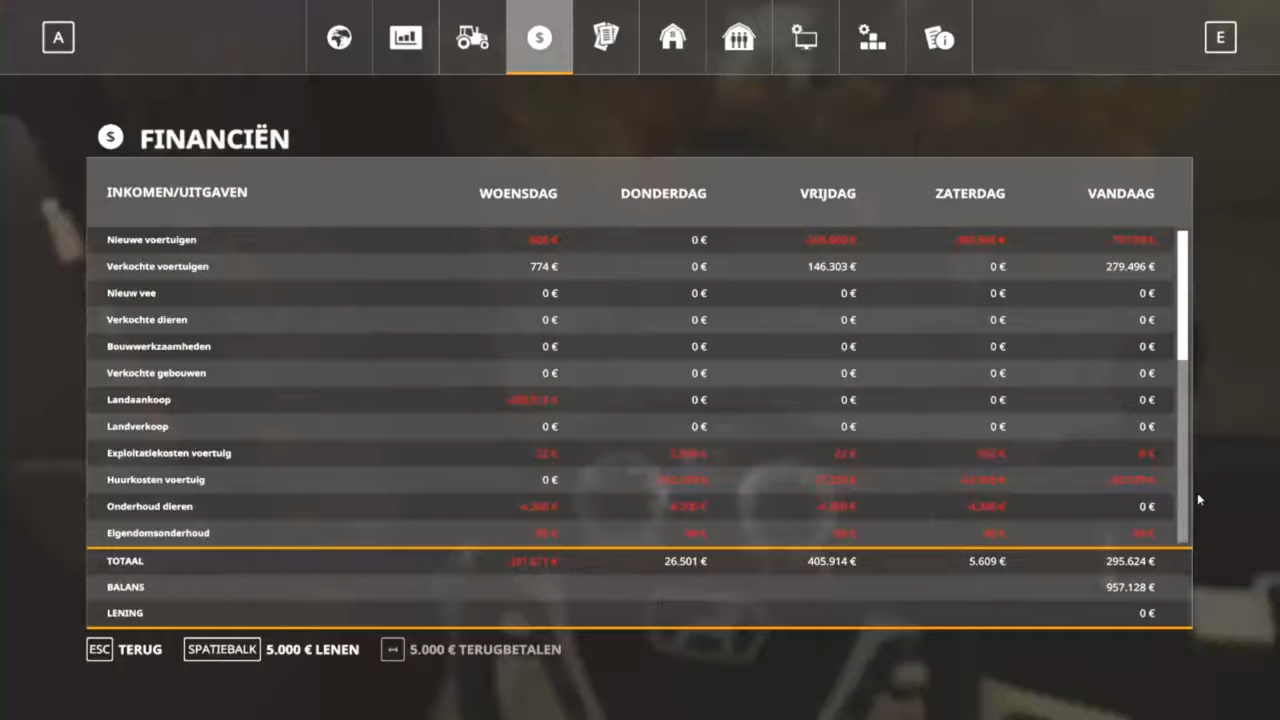 A
E
FINANCIËN
INKOMEN/UITGAVEN WOENSDAG DONDERDAG VRIJDAG ZATERDAG VANDAAG
Nieuwe voertuigen 0 €
Verkochte voertuigen 774 € 0 € 146.303 € 0 € 279.496 €
Nieuw vee 0 € 0 € 0 € 0 € 0 €
Verkochte dieren 0 € 0 € 0 € 0 € 0 €
Bouwwerkzaamheden 0 € 0 € 0 € 0 € 0 €
Verkochte gebouwen 0 € 0 € 0 € 0 € 0 €
Landaankoop 0 € 0 € 0 € 0 €
Landverkoop 0 € 0 € 0 € 0 € 0 €
Exploitatiekosten voertuig
Huurkosten voertuig 0 €
Onderhoud dieren -4.200 € 0 €
Eigendomsonderhoud
TOTAAL 26.501 € 405.914 € 5.609 € 295.624 €
BALANS 957.128 €
LENING 0 €
ESC TERUG SPATIEBALK 5.000 € LENEN 5.000 € TERUGBETALEN